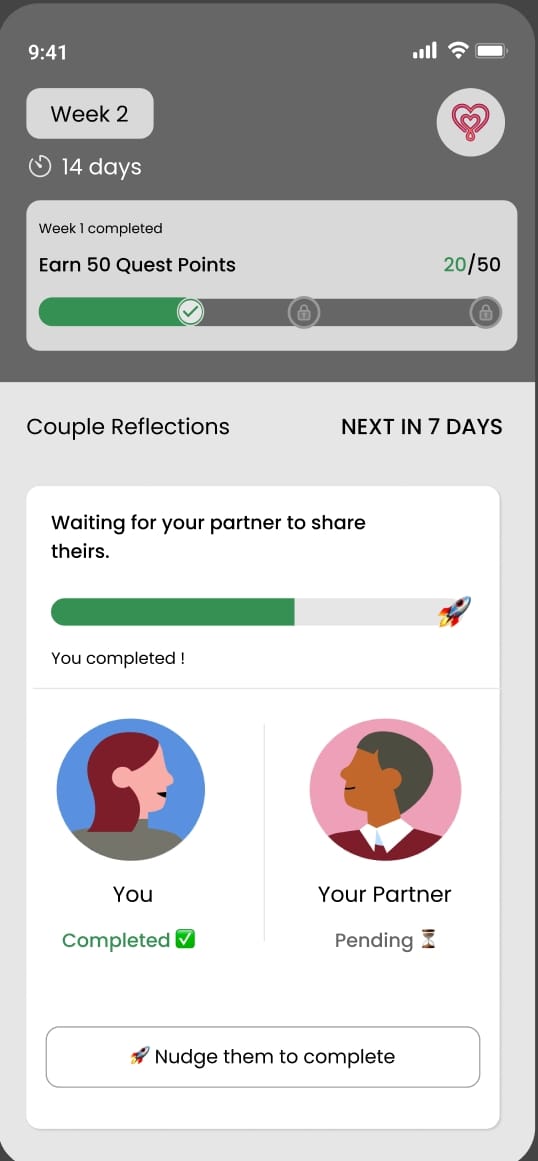 9:41
Week 2
14 days
Week 1 completed
Earn 50 Quest Points 20/50
Couple Reflections NEXT IN 7 DAYS
Waiting for your partner to share
theirs.
You completed !
You Your Partner
Completed ✅ Pending ⏳
🚀 Nudge them to complete